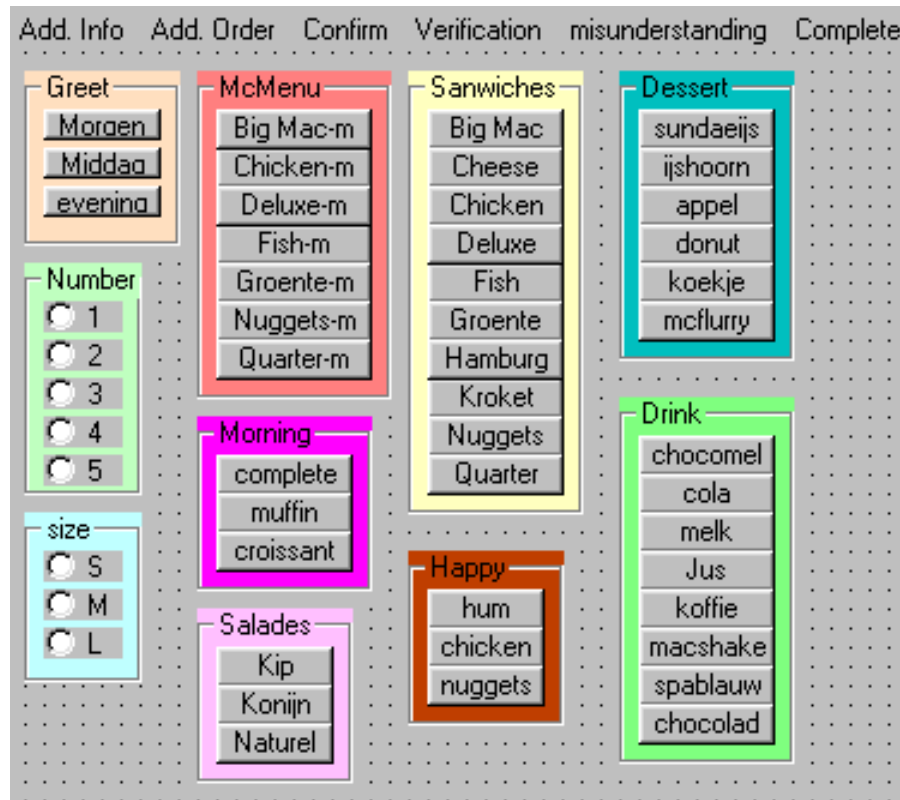 Add. Info Add. Order Confirm Verification misunderstanding Complete
Greet
Morgen
Middag
evening
Number
1
2
3
4
5
size
S
M
L
McMenu
Big Mac-m
Chicken-m
Deluxe-m
Fish-m
Groente-m
Nuggets-m
Quarter-m
Morning
complete
muffin
croissant
Salades
Kip
Konijn
Naturel
Sanwiches
Big Mac
Cheese
Chicken
Deluxe
Fish
Groente
Hamburg
Kroket
Nuggets
Quarter
Happy
hum
chicken
nuggets
Dessert
sundaeijs
ijshoorn
appel
donut
koekje
mcflurry
Drink
chocomel
cola
melk
Jus
koffie
macshake
spablauw
chocolad